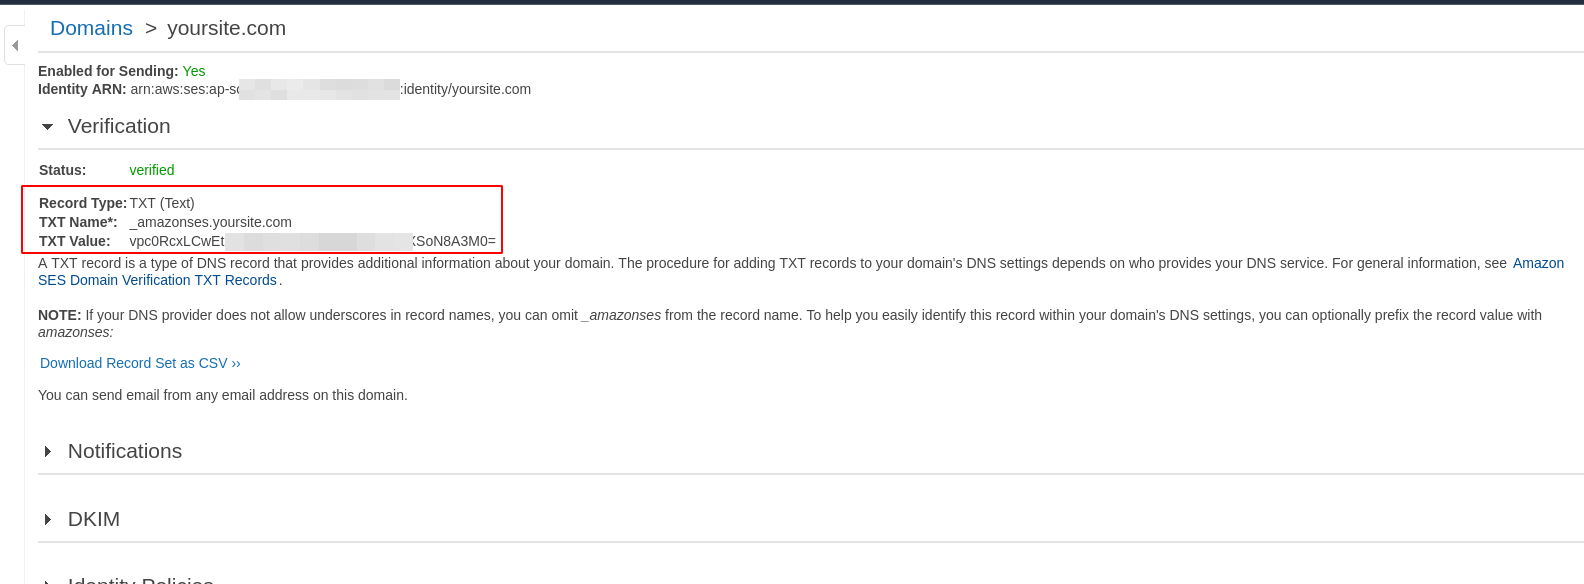 Domains > yoursite.com
Enabled for Sending: Yes
Identity ARN: arn:aws:ses:ap-s :identity/yoursite.com
Verification
Status: verified
Record Type: TXT (Text)
TXT Name*: _amazonses.yoursite.com
TXT Value: vpc0RcxLCwEt XSoN8A3M0=
A TXT record is a type of DNS record that provides additional information about your domain. The procedure for adding TXT records to your domain's DNS settings depends on who provides your DNS service. For general information, see Amazon
SES Domain Verification TXT Records.
NOTE: If your DNS provider does not allow underscores in record names, you can omit _amazonses from the record name. To help you easily identify this record within your domain's DNS settings, you can optionally prefix the record value with
amazonses:
Download Record Set as CSV ››
You can send email from any email address on this domain.
Notifications
DKIM
Identity Policies